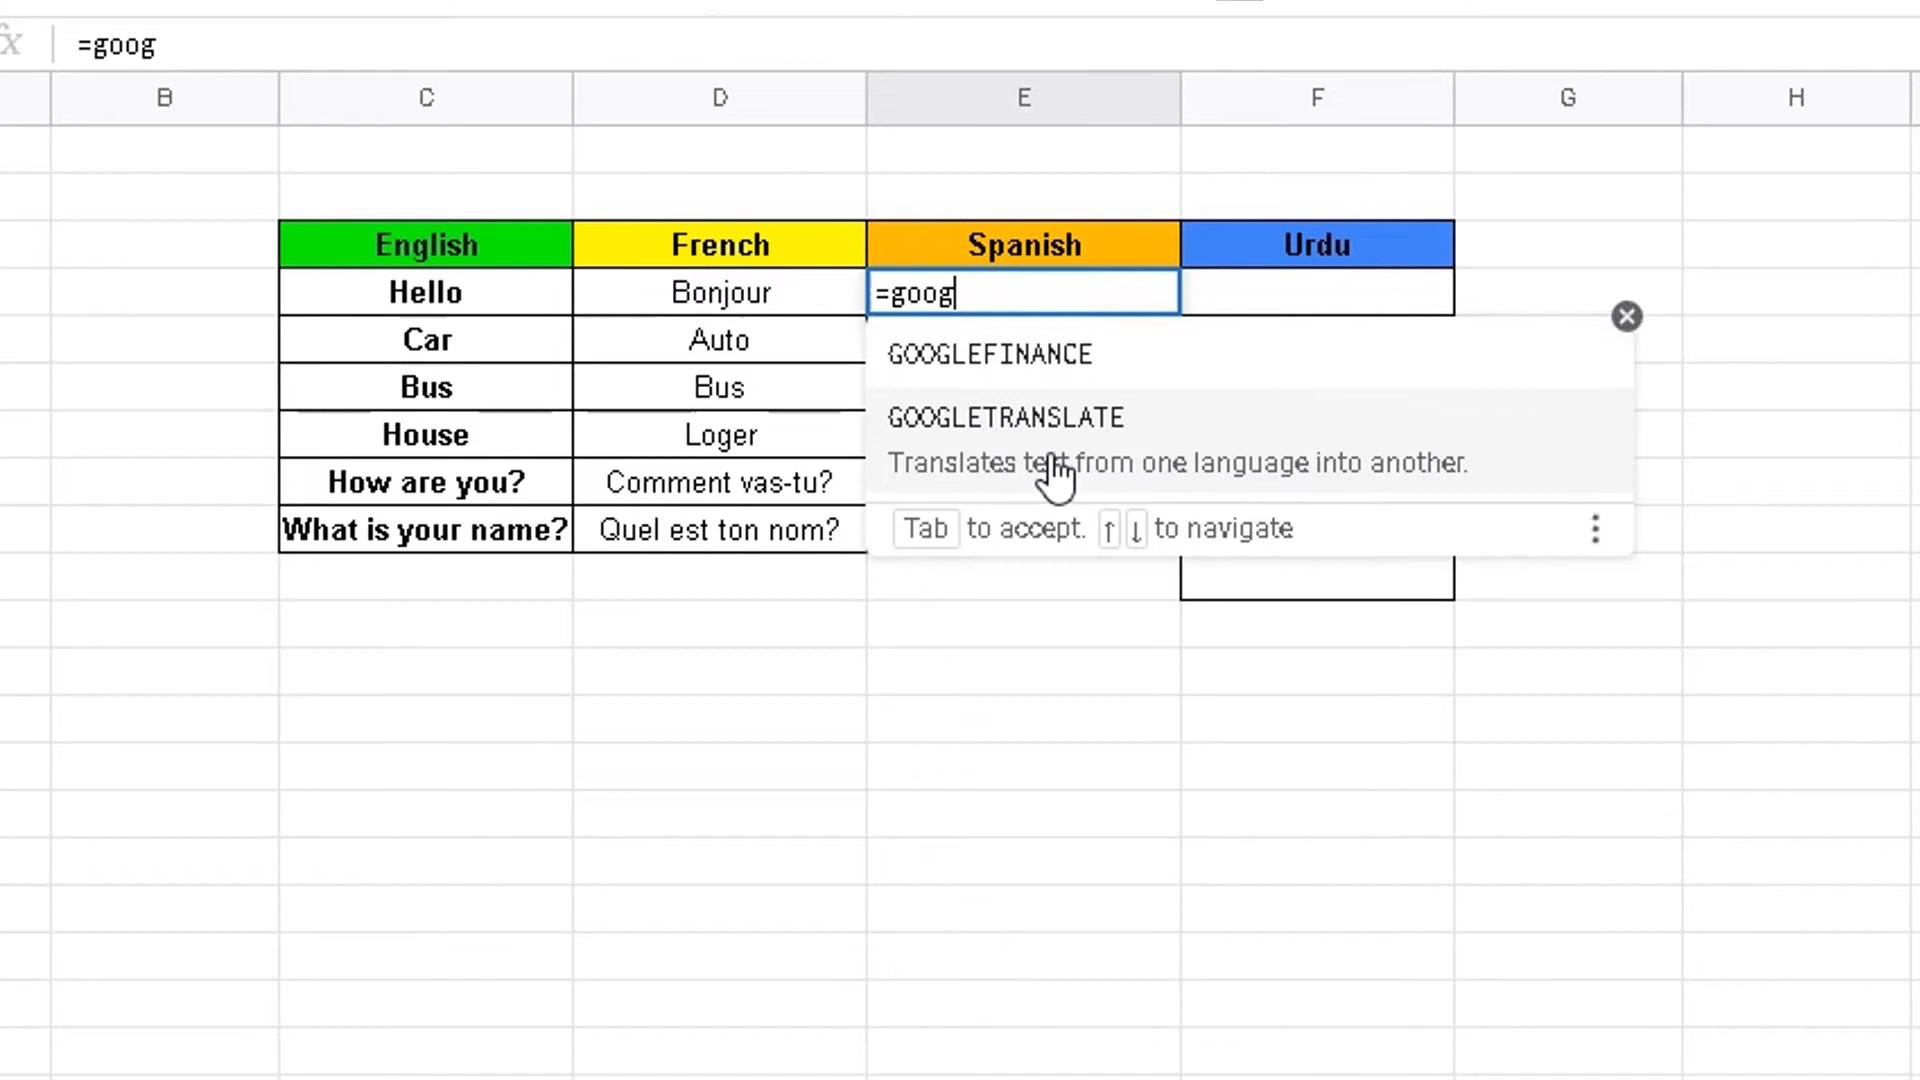 =goog
B C D E F G H
English French Spanish Urdu
Hello Bonjour =goog
Car Auto GOOGLEFINANCE
Bus Bus GOOGLETRANSLATE
House Loger Translates text from one language into another.
How are you? Comment vas-tu?
What is your name? Quel est ton nom? Tab to accept. ↑ ↓ to navigate